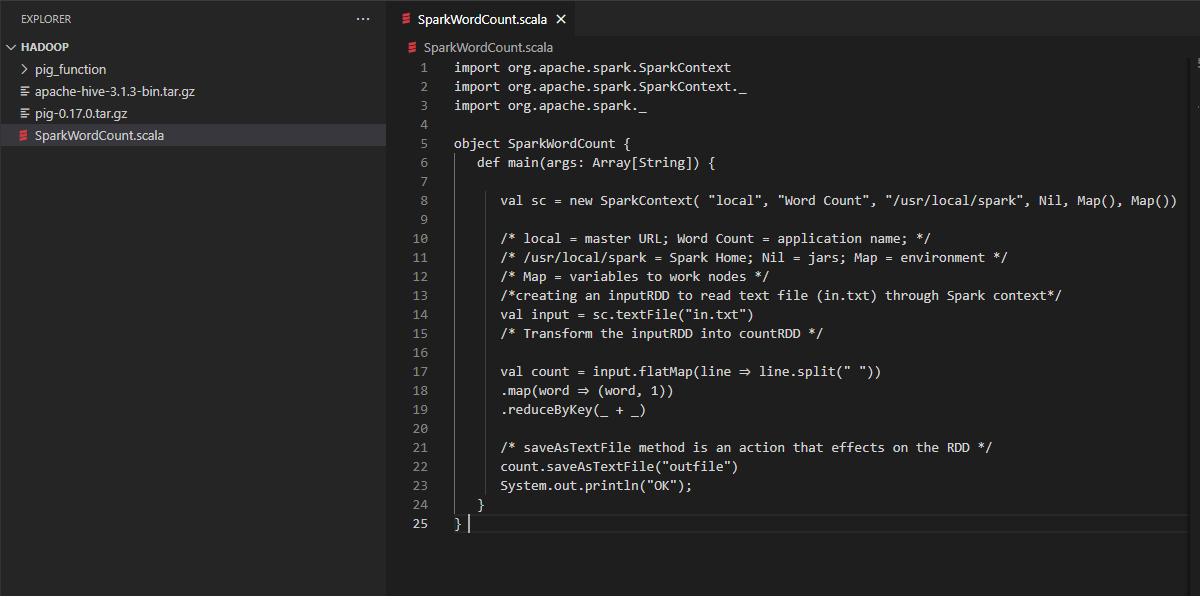 EXPLORER
···
HADOOP
pig_function
apache-hive-3.1.3-bin.tar.gz
pig-0.17.0.tar.gz
SparkWordCount.scala
SparkWordCount.scala
SparkWordCount.scala
1 import org.apache.spark.SparkContext
2 import org.apache.spark.SparkContext._
3 import org.apache.spark._
4
5 object SparkWordCount {
6 def main(args: Array[String]) {
7
8 val sc = new SparkContext( "local", "Word Count", "/usr/local/spark", Nil, Map(), Map())
9
10 /* local = master URL; Word Count = application name; */
11 /* /usr/local/spark = Spark Home; Nil = jars; Map = environment */
12 /* Map = variables to work nodes */
13 /*creating an inputRDD to read text file (in.txt) through Spark context*/
14 val input = sc.textFile("in.txt")
15 /* Transform the inputRDD into countRDD */
16
17 val count = input.flatMap(line ⇒ line.split(" "))
18 .map(word ⇒ (word, 1))
19 .reduceByKey(_ + _)
20
21 /* saveAsTextFile method is an action that effects on the RDD */
22 count.saveAsTextFile("outfile")
23 System.out.println("OK");
24 }
25 }